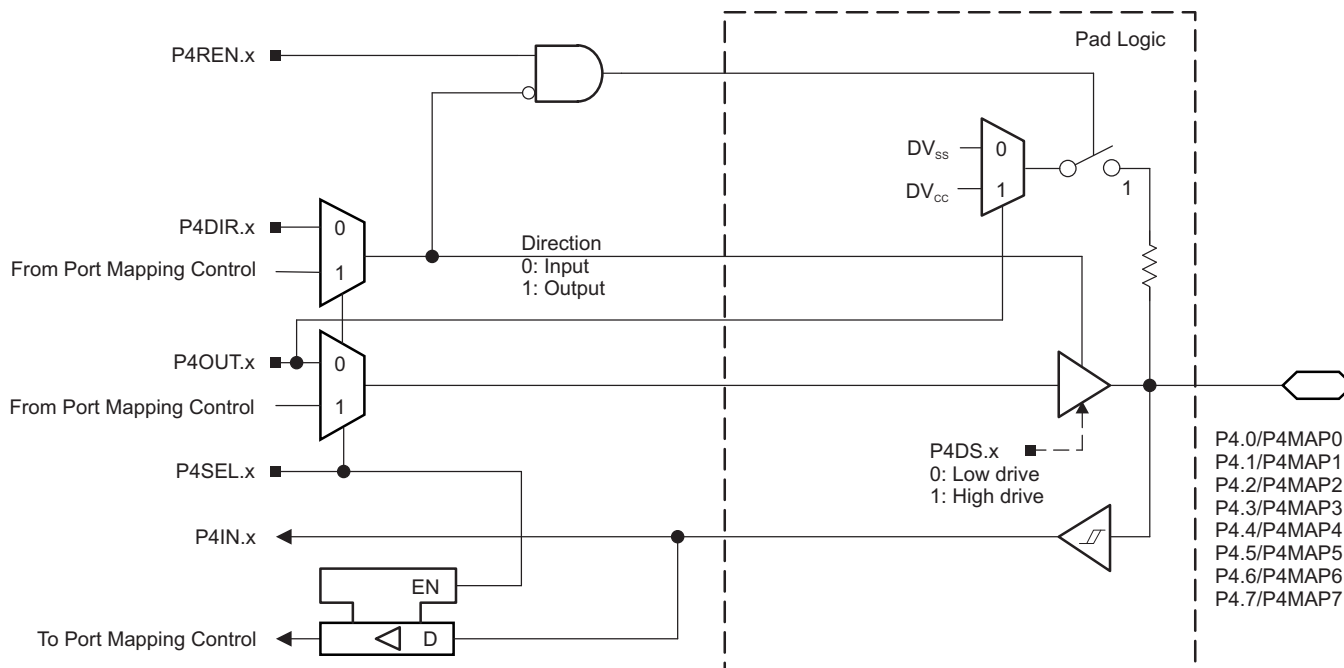 Pad Logic
P4REN.x
DVSS
0
DVCC
1
1
P4DIR.x
0
From Port Mapping Control
1
Direction
0: Input
1: Output
P4OUT.x
0
From Port Mapping Control
1
P4SEL.x
P4DS.x
0: Low drive
1: High drive
P4.0/P4MAP0
P4.1/P4MAP1
P4.2/P4MAP2
P4.3/P4MAP3
P4.4/P4MAP4
P4.5/P4MAP5
P4.6/P4MAP6
P4.7/P4MAP7
P4IN.x
EN
To Port Mapping Control
D